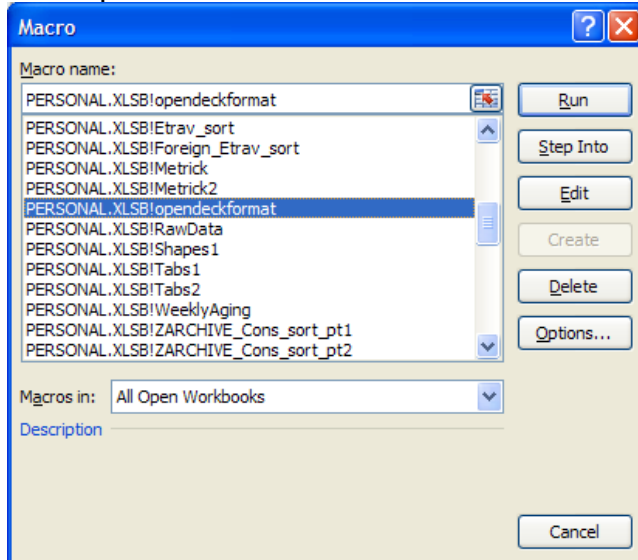 Macro
Macro name:
PERSONAL.XLSB!opendeckformat
Run
PERSONAL.XLSB!Etrav_sort
PERSONAL.XLSB!Foreign_Etrav_sort
PERSONAL.XLSB!Metrick
PERSONAL.XLSB!Metrick2
PERSONAL.XLSB!opendeckformat
PERSONAL.XLSB!RawData
PERSONAL.XLSB!Shapes1
PERSONAL.XLSB!Tabs1
PERSONAL.XLSB!Tabs2
PERSONAL.XLSB!WeeklyAging
PERSONAL.XLSB!ZARCHIVE_Cons_sort_pt1
PERSONAL.XLSB!ZARCHIVE_Cons_sort_pt2
Step Into
Edit
Create
Delete
Options...
Macros in: All Open Workbooks
Description
Cancel